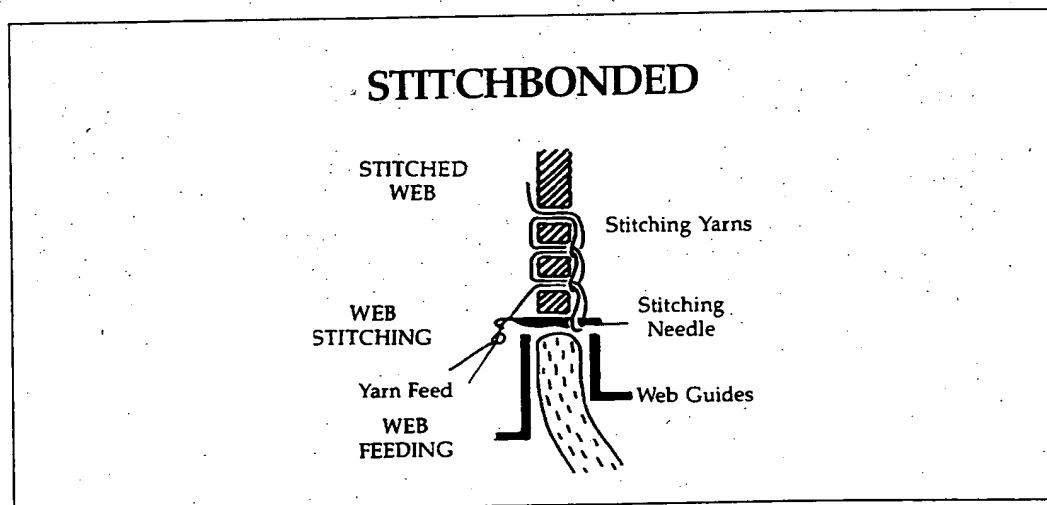 STITCHBONDED
STITCHED
WEB
Stitching Yarns
WEB
STITCHING
Stitching
Needle
Yarn Feed
Web Guides
WEB
FEEDING